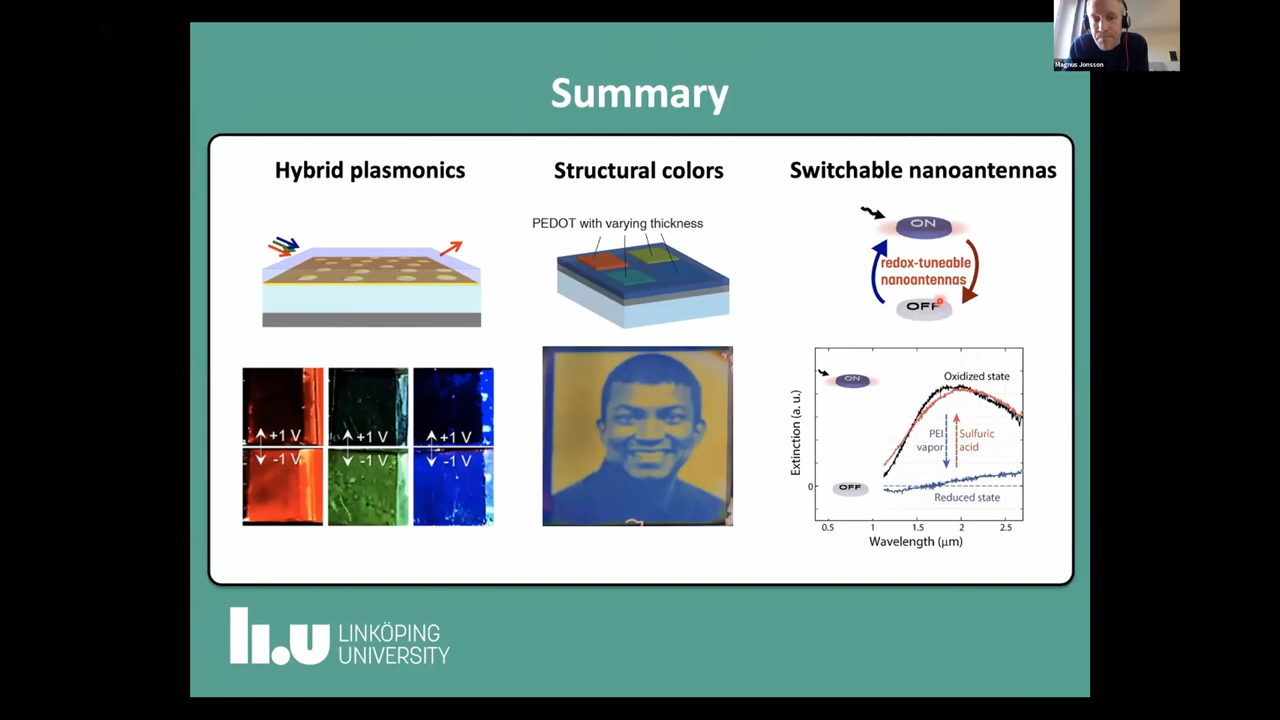 Magnus Jonsson
Summary
Hybrid plasmonics
+1 V
-1 V
+1 V
-1 V
+1 V
-1 V
Structural colors
PEDOT with varying thickness
Switchable nanoantennas
ON
redox-tuneable
nanoantennas
OFF
ON
Oxidized state
PEI
vapor
Sulfuric
acid
OFF
Reduced state
Extinction (a. u.)
0
0.5 1 1.5 2 2.5
Wavelength (μm)
li.u
LINKÖPING
UNIVERSITY